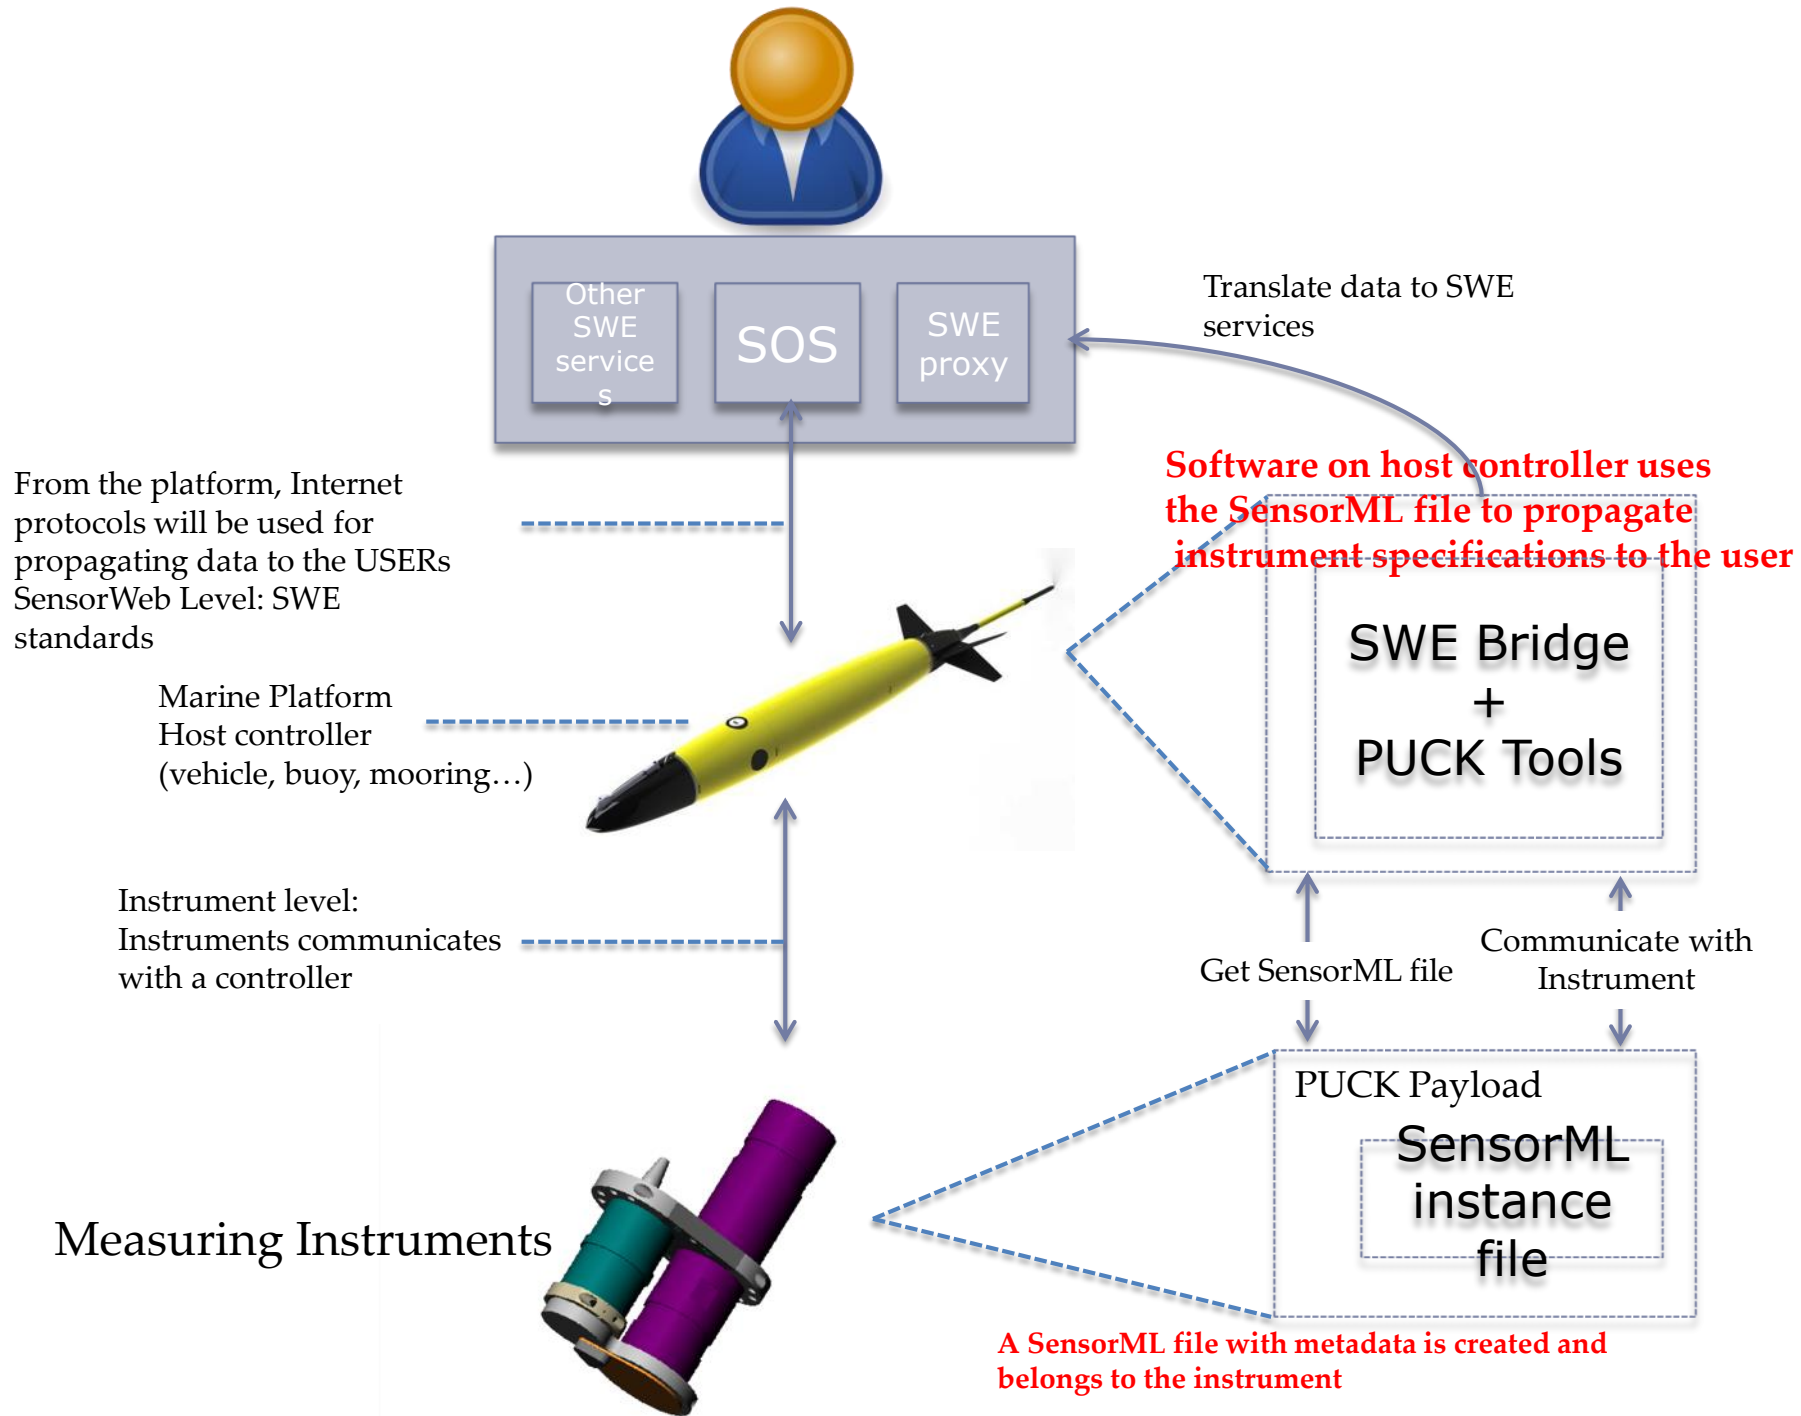 Other
SWE
service
s
SOS
SWE
proxy
Translate data to SWE
services
From the platform, Internet
protocols will be used for
propagating data to the USERs
SensorWeb Level: SWE
standards
Software on host controller uses
the SensorML file to propagate
instrument specifications to the user
SWE Bridge
+
PUCK Tools
Marine Platform
Host controller
(vehicle, buoy, mooring…)
Instrument level:
Instruments communicates
with a controller
Get SensorML file
Communicate with
Instrument
PUCK Payload
SensorML
instance
file
Measuring Instruments
A SensorML file with metadata is created and
belongs to the instrument